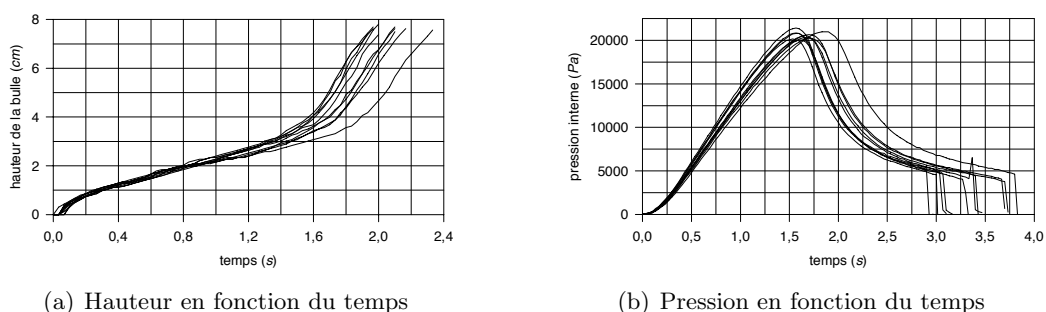 hauteur de la bulle (cm)
8
6
4
2
0
0,0 0,4 0,8 1,2 1,6 2,0 2,4
temps (s)
(a) Hauteur en fonction du temps
pression interne (Pa)
20000
15000
10000
5000
0
0,0 0,5 1,0 1,5 2,0 2,5 3,0 3,5 4,0
temps (s)
(b) Pression en fonction du temps